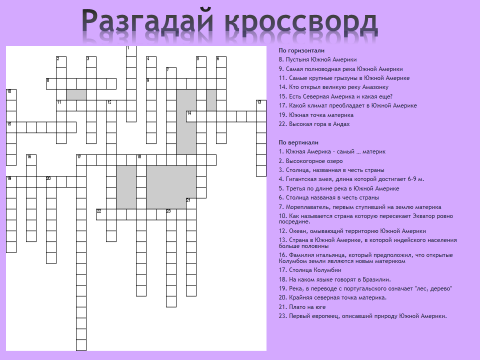 Разгадай кроссворд
По горизонтали
8. Пустыня Южной Америки
9. Самая полноводная река Южной Америки
11. Самые крупные грызуны в Южной Америке
14. Кто открыл великую реку Амазонку
15. Есть Северная Америка и какая еще?
17. Какой климат преобладает в Южной Америке
19. Южная точка материка
22. Высокая гора в Андах
По вертикали
1. Южная Америка - самый … материк
2. Высокогорное озеро
3. Столица, названная в честь страны
4. Гигантская змея, длина которой достигает 6-9 м.
5. Третья по длине река в Южной Америке
6. Столица названая в честь страны
7. Мореплаватель, первым ступивший на землю материка
10. Как называется страна которую пересекает Экватор ровно
посредине.
12. Океан, омывающий территорию Южной Америки
13. Страна в Южной Америке, в которой индейского населения
больше половины
16. Фамилия итальянца, который предположил, что открытые
Колумбом земли являются новым материком
17. Столица Колумбии
18. На каком языке говорят в Бразилии.
19. Река, в переводе с португальского означает "лес, дерево"
20. Крайняя северная точка материка.
21. Плато на юге
23. Первый европеец, описавший природу Южной Америки.